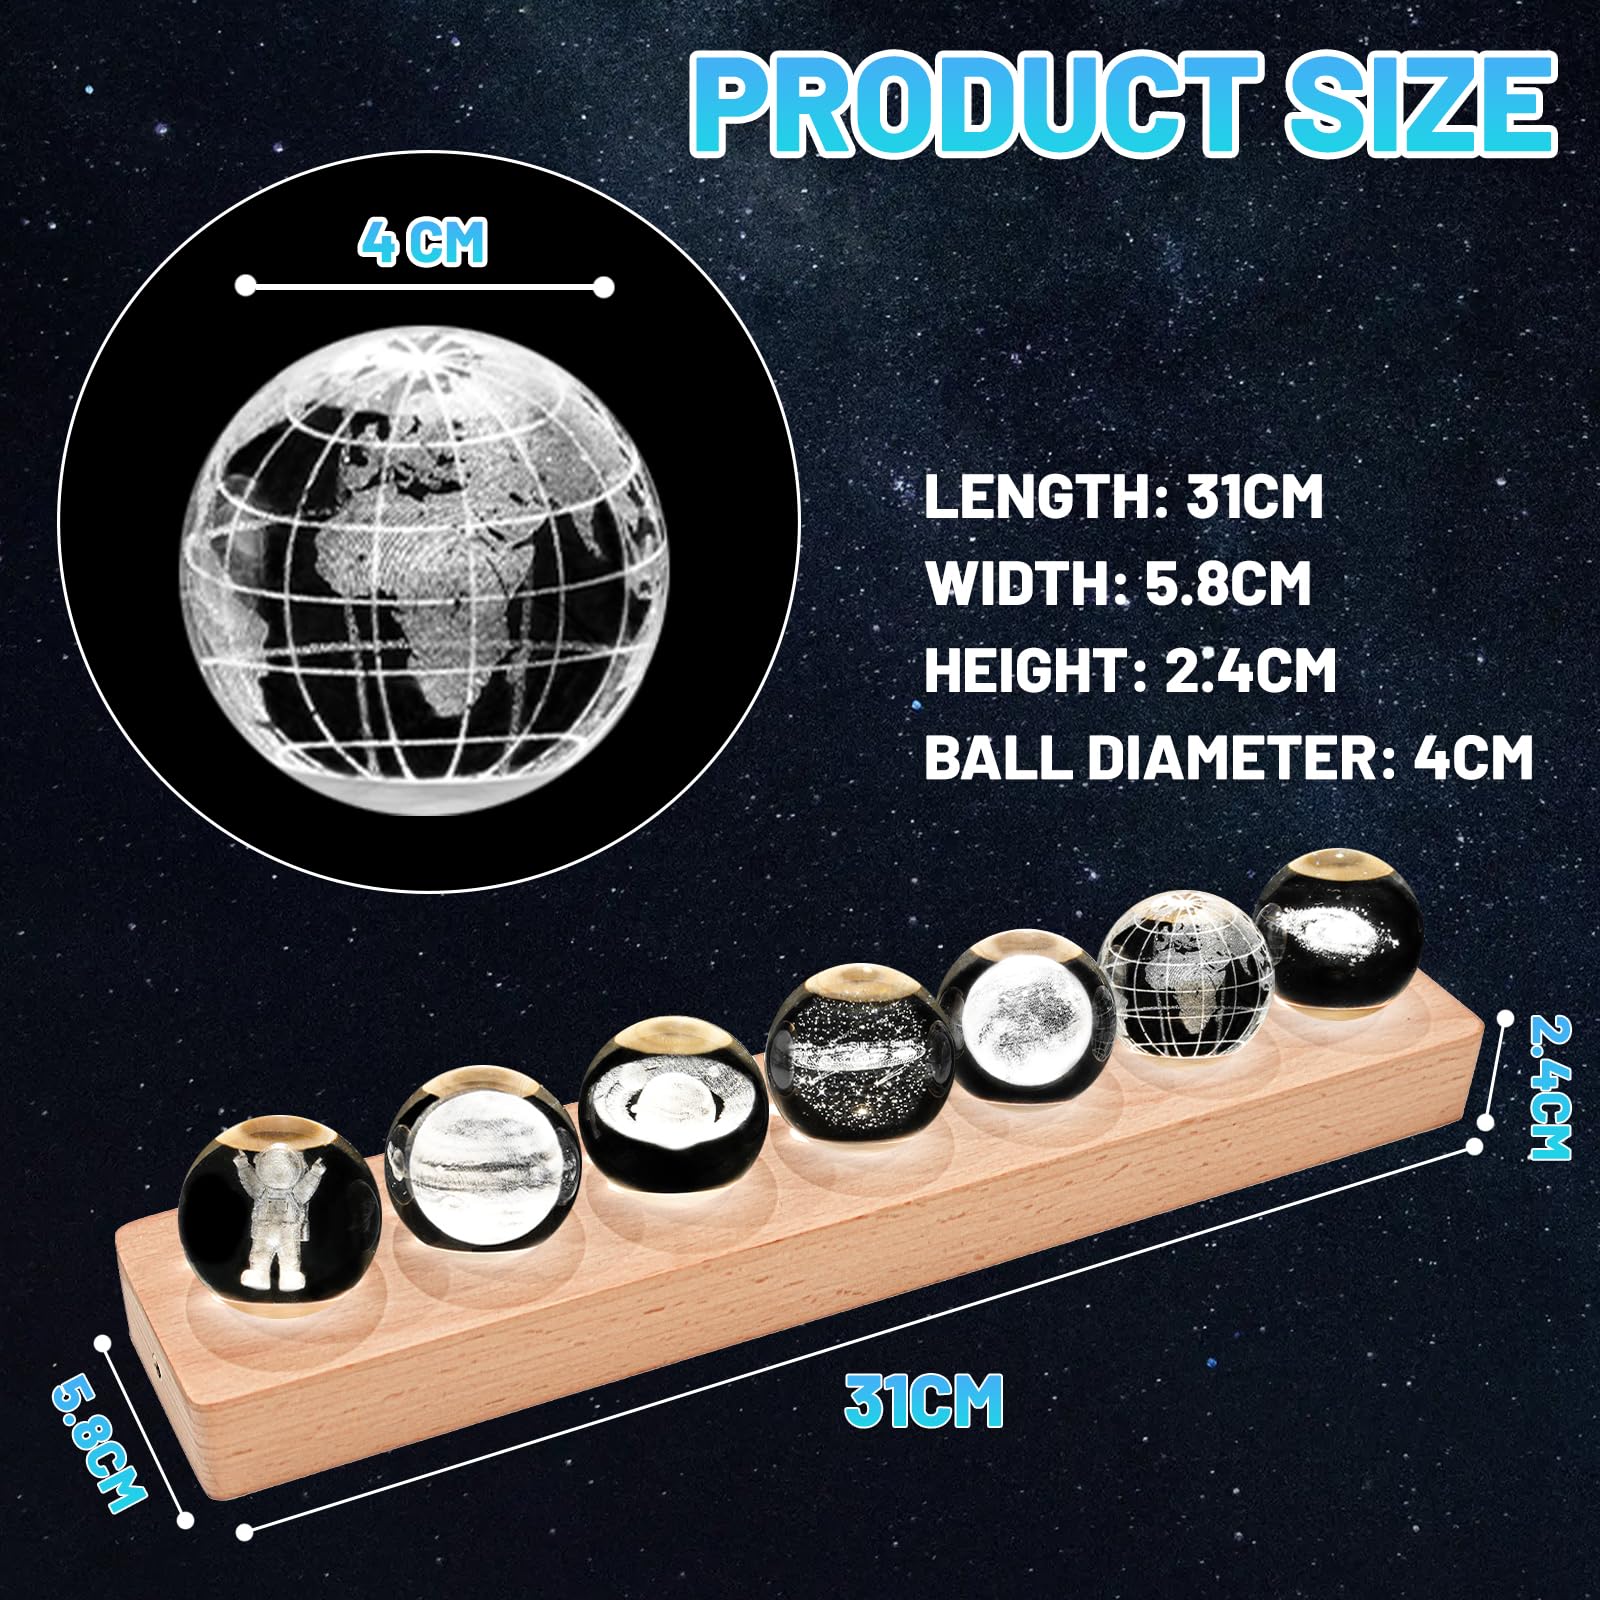 PRODUCT SIZE
4 CM
LENGTH: 31CM
WIDTH: 5.8CM
HEIGHT: 2.4CM
BALL DIAMETER: 4CM
2.4CM
31CM
5.8CM